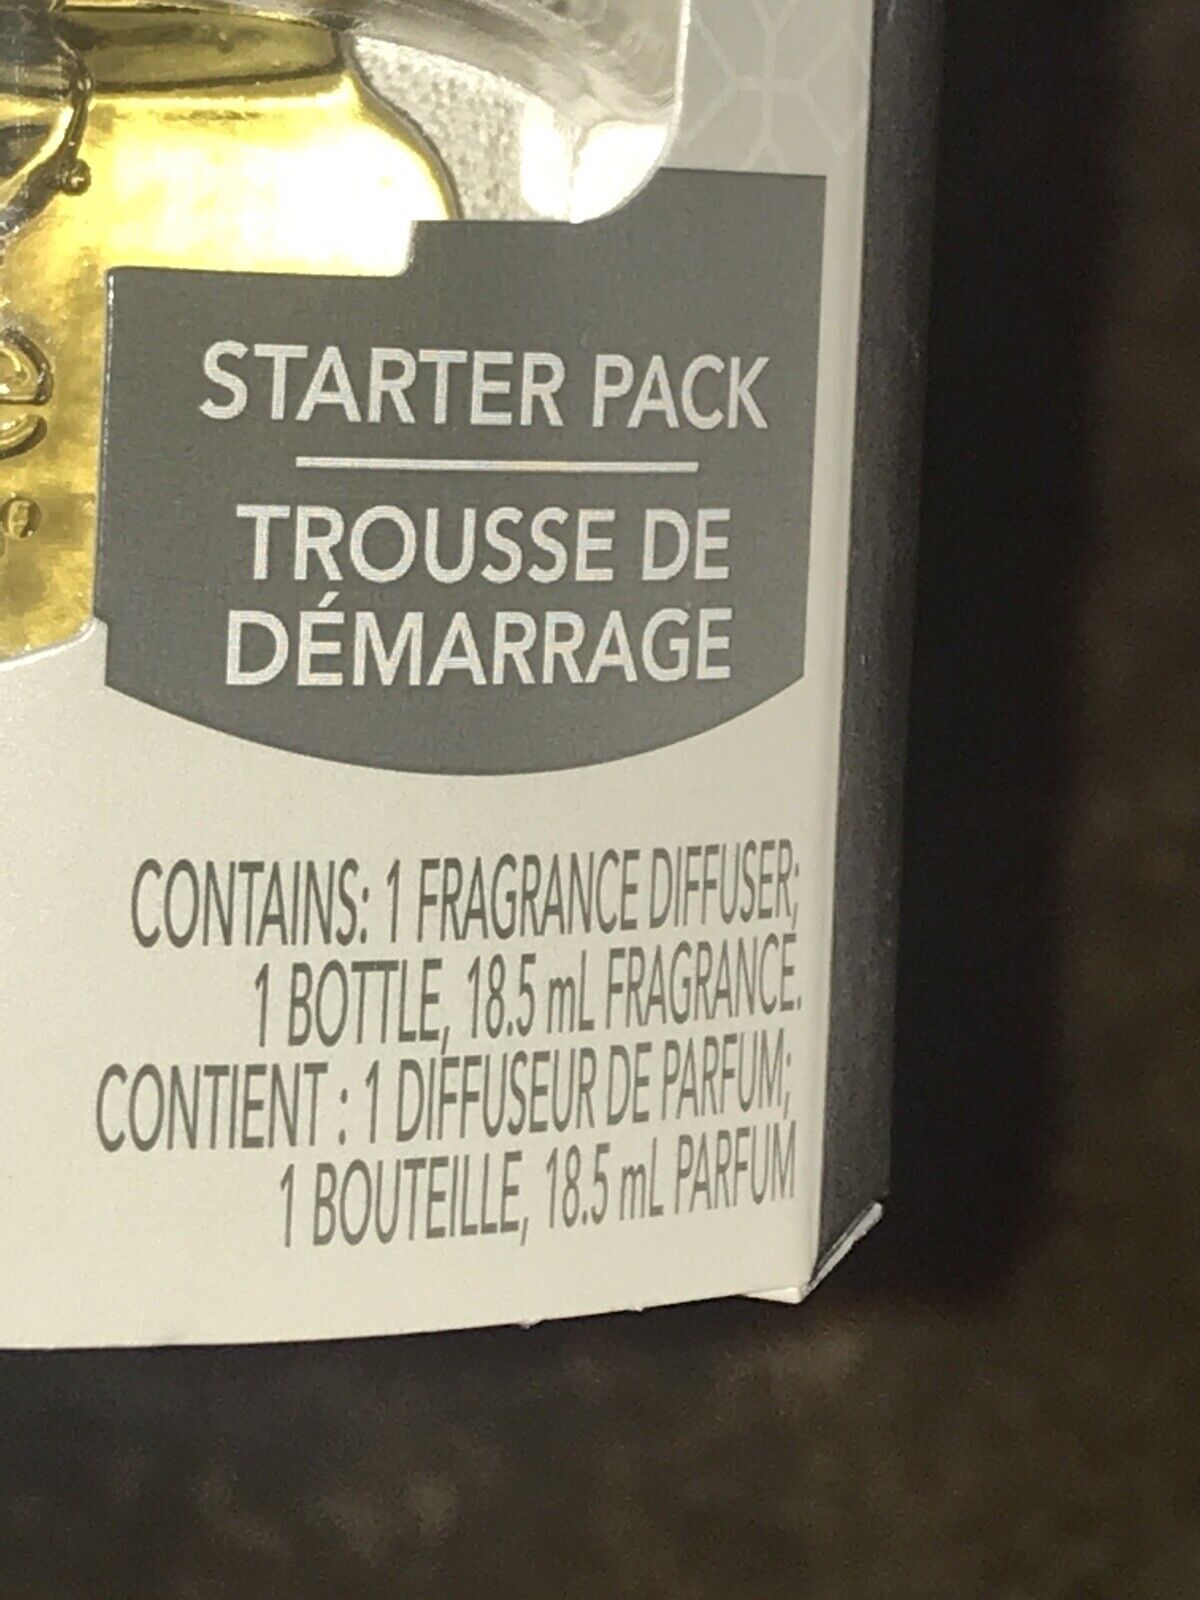 STARTER PACK
TROUSSE DE
DÉMARRAGE
CONTAINS: 1 FRAGRANCE DIFFUSER;
1 BOTTLE, 18.5 mL FRAGRANCE.
CONTIENT : 1 DIFFUSEUR DE PARFUM;
1 BOUTEILLE, 18.5 mL PARFUM